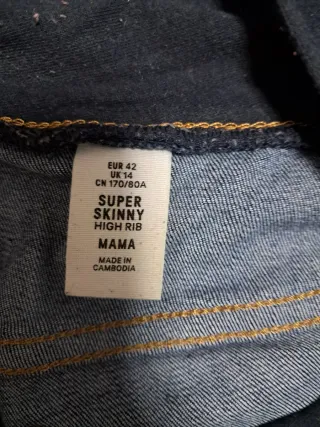 EUR 42
UK 14
CN 170/80A
SUPER
SKINNY
HIGH RIB
MAMA
MADE IN
CAMBODIA